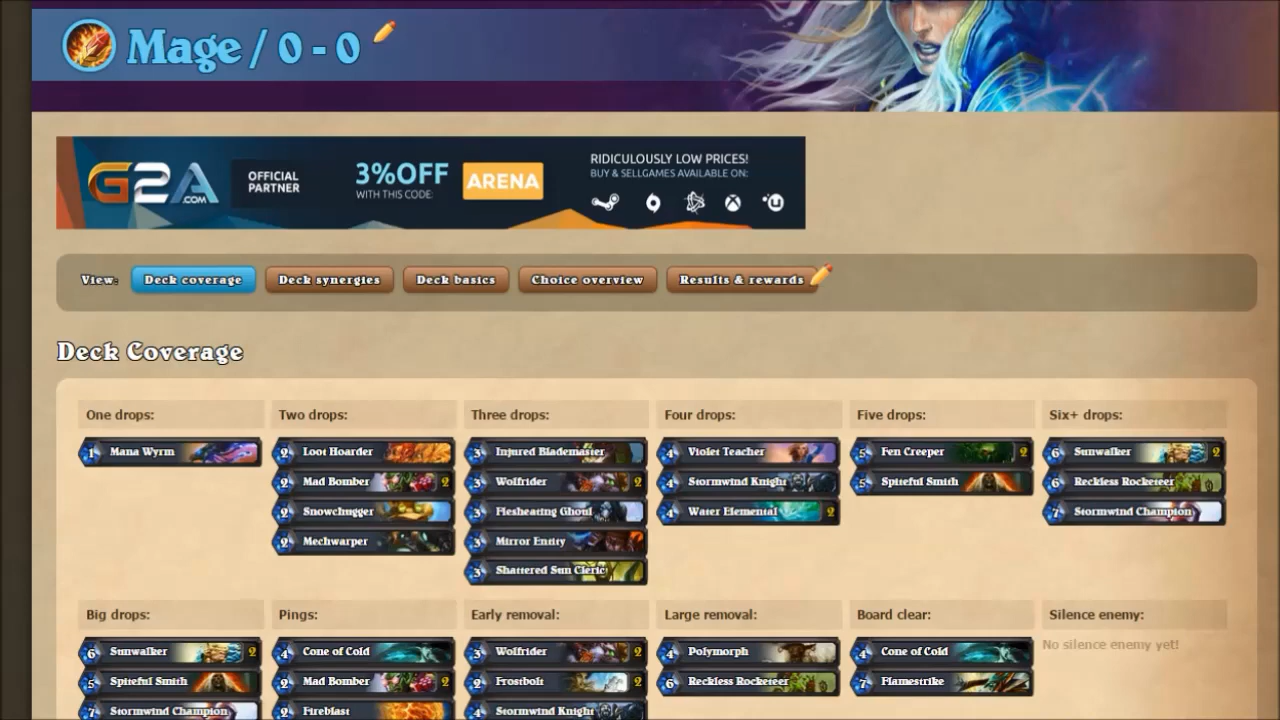 Mage / 0 - 0
G2A .COM
OFFICIAL PARTNER
3%OFF
WITH THIS CODE:
ARENA
RIDICULOUSLY LOW PRICES!
BUY & SELLGAMES AVAILABLE ON:
View: Deck coverage Deck synergies Deck basics Choice overview Results & rewards
Deck Coverage
One drops:
1 Mana Wyrm
Two drops:
2 Loot Hoarder
2 Mad Bomber 2
2 Snowchugger
2 Mechwarper
Three drops:
3 Injured Blademaster
3 Wolfrider 2
3 Flesheating Ghoul
3 Mirror Entity
3 Shattered Sun Cleric
Four drops:
4 Violet Teacher
4 Stormwind Knight
4 Water Elemental 2
Five drops:
5 Fen Creeper 2
5 Spiteful Smith
Six+ drops:
6 Sunwalker 2
6 Reckless Rocketeer
7 Stormwind Champion
Big drops:
6 Sunwalker 2
5 Spiteful Smith
7 Stormwind Champion
Pings:
4 Cone of Cold
2 Mad Bomber 2
2 Fireblast
Early removal:
3 Wolfrider 2
2 Frostbolt 2
4 Stormwind Knight
Large removal:
4 Polymorph
6 Reckless Rocketeer
Board clear:
4 Cone of Cold
7 Flamestrike
Silence enemy:
No silence enemy yet!